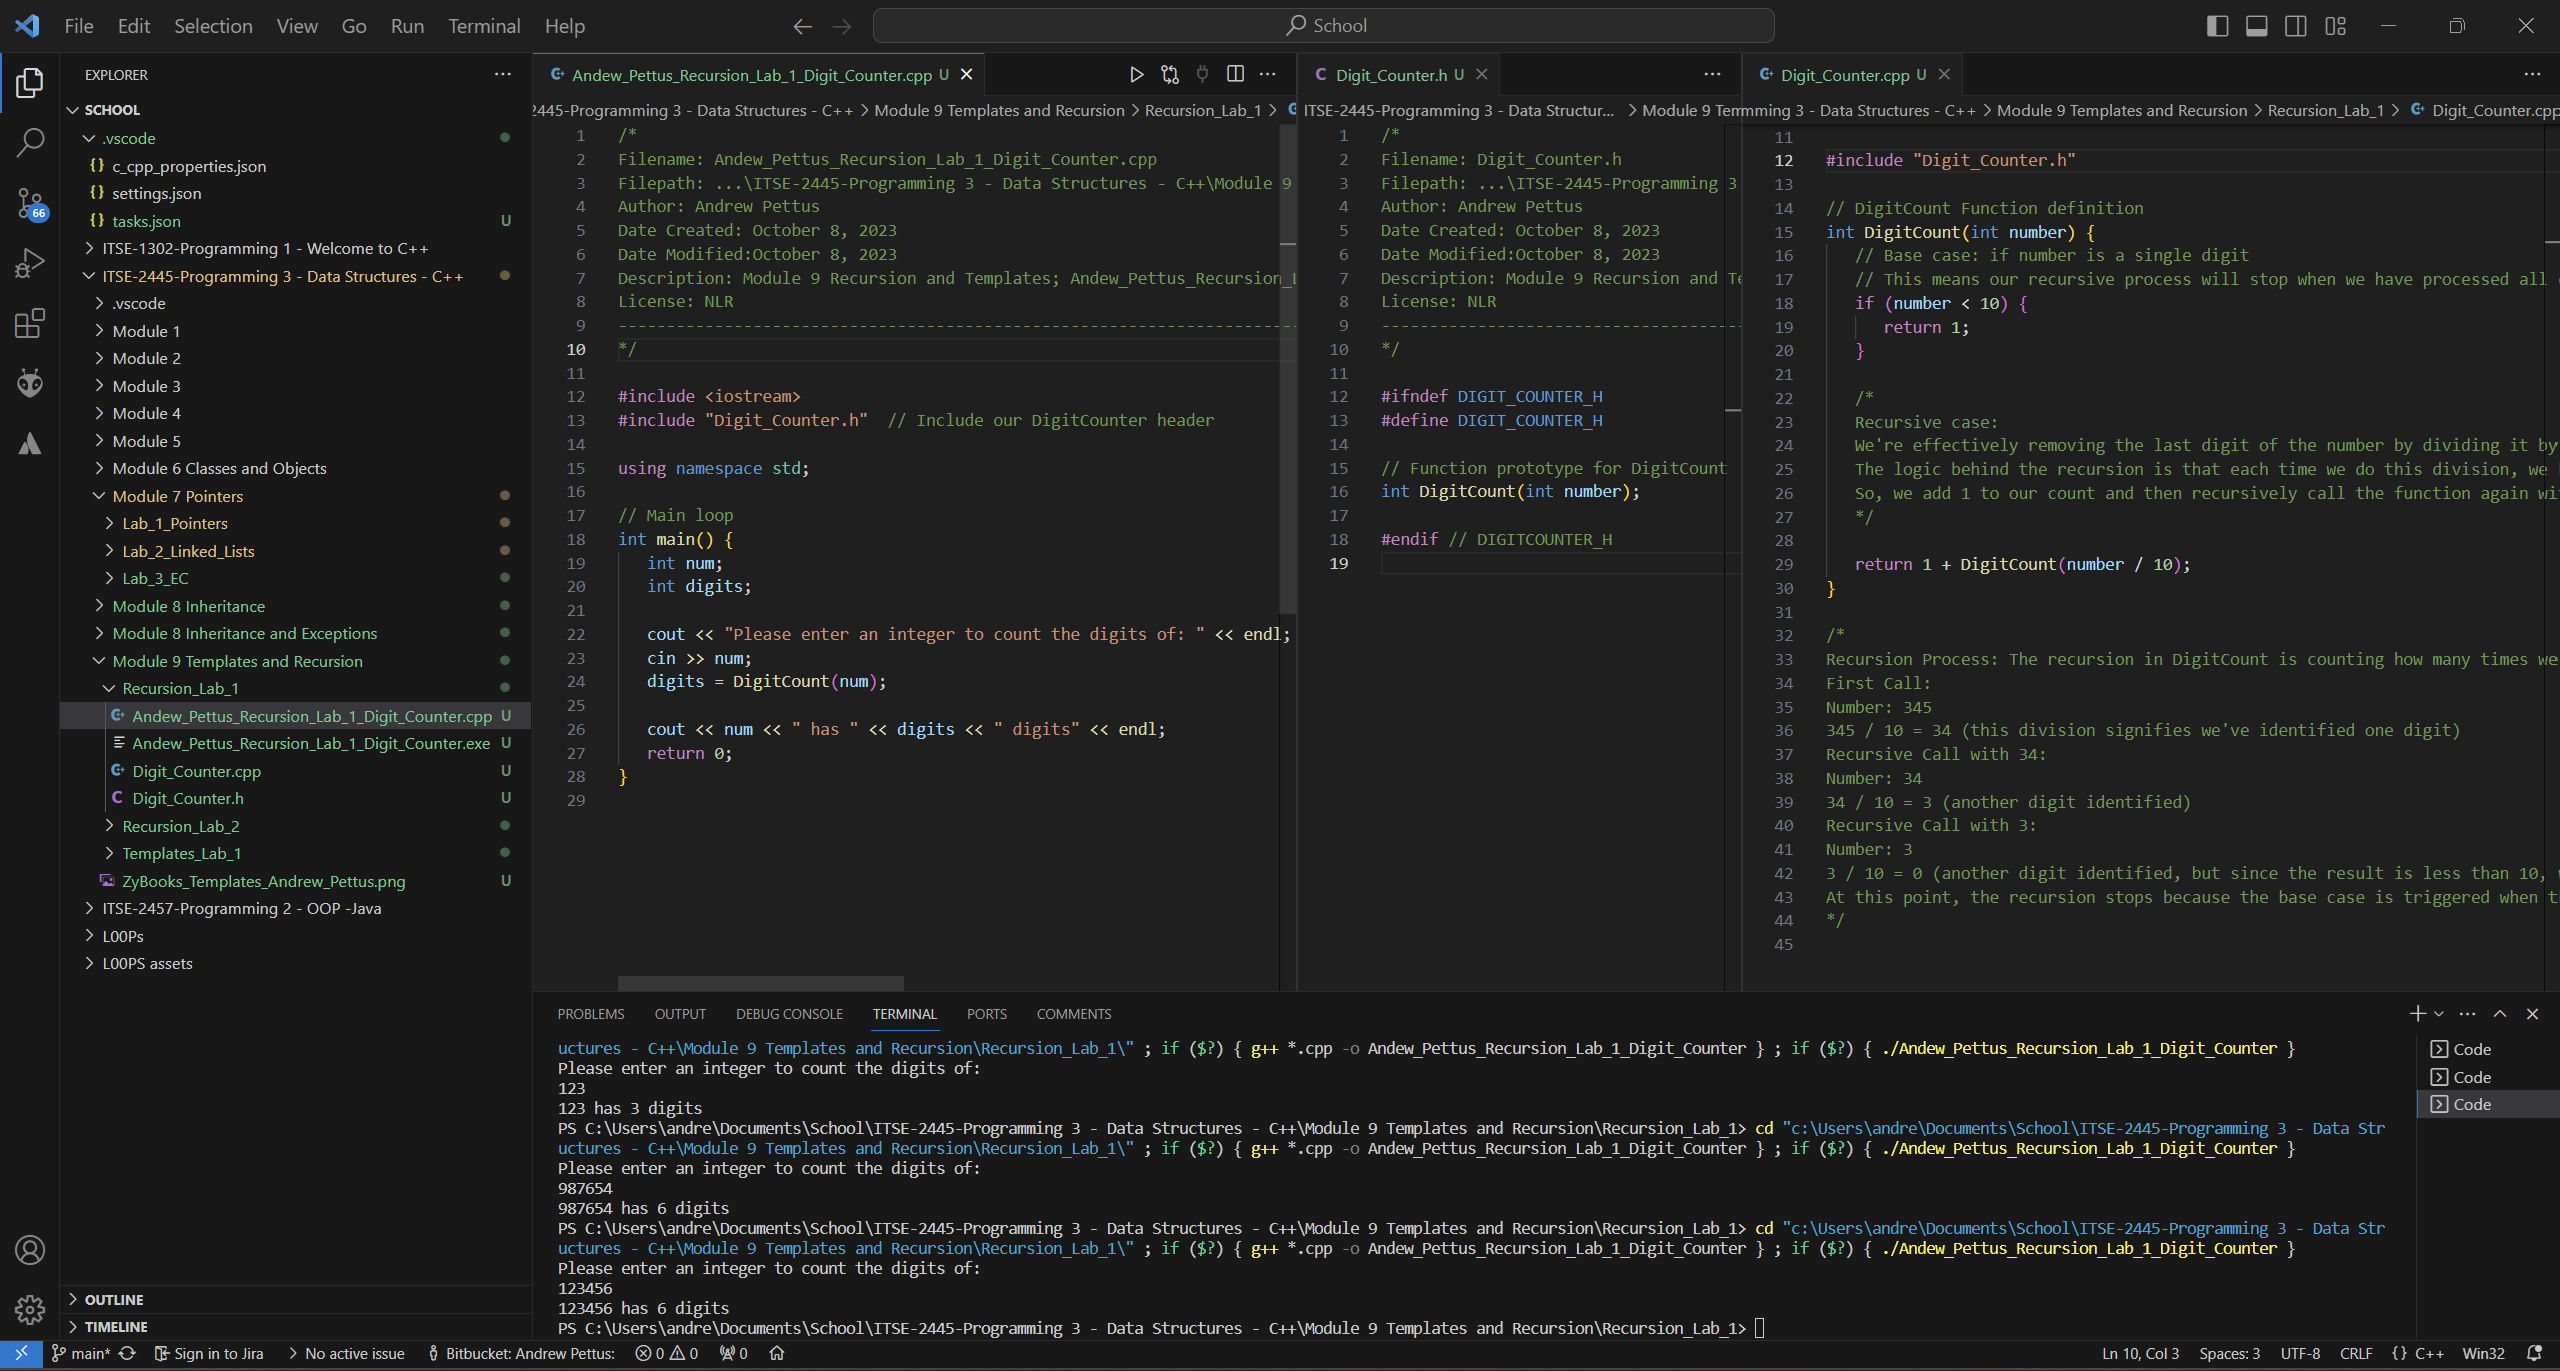 File Edit Selection View Go Run Terminal Help
School
EXPLORER
SCHOOL
.vscode
c_cpp_properties.json
settings.json
tasks.json U
ITSE-1302-Programming 1 - Welcome to C++
ITSE-2445-Programming 3 - Data Structures - C++
.vscode
Module 1
Module 2
Module 3
Module 4
Module 5
Module 6 Classes and Objects
Module 7 Pointers
Lab_1_Pointers
Lab_2_Linked_Lists
Lab_3_EC
Module 8 Inheritance
Module 8 Inheritance and Exceptions
Module 9 Templates and Recursion
Recursion_Lab_1
Andew_Pettus_Recursion_Lab_1_Digit_Counter.cpp U
Andew_Pettus_Recursion_Lab_1_Digit_Counter.exe U
Digit_Counter.cpp U
Digit_Counter.h U
Recursion_Lab_2
Templates_Lab_1
ZyBooks_Templates_Andrew_Pettus.png U
ITSE-2457-Programming 2 - OOP -Java
L00Ps
L00PS assets
OUTLINE
TIMELINE
66
Andew_Pettus_Recursion_Lab_1_Digit_Counter.cpp U
2445-Programming 3 - Data Structures - C++ > Module 9 Templates and Recursion > Recursion_Lab_1 >
1 /*
2 Filename: Andew_Pettus_Recursion_Lab_1_Digit_Counter.cpp
3 Filepath: ...\ITSE-2445-Programming 3 - Data Structures - C++\Module 9
4 Author: Andrew Pettus
5 Date Created: October 8, 2023
6 Date Modified:October 8, 2023
7 Description: Module 9 Recursion and Templates; Andew_Pettus_Recursion_L
8 License: NLR
9 ----------------------------------------------------------------------
10 */
11
12 #include <iostream>
13 #include "Digit_Counter.h"  // Include our DigitCounter header
14
15 using namespace std;
16
17 // Main loop
18 int main() {
19 int num;
20 int digits;
21
22 cout << "Please enter an integer to count the digits of: " << endl;
23 cin >> num;
24 digits = DigitCount(num);
25
26 cout << num << " has " << digits << " digits" << endl;
27 return 0;
28 }
29
Digit_Counter.h U
ITSE-2445-Programming 3 - Data Structur... > Module 9 Tem
1 /*
2 Filename: Digit_Counter.h
3 Filepath: ...\ITSE-2445-Programming 3
4 Author: Andrew Pettus
5 Date Created: October 8, 2023
6 Date Modified:October 8, 2023
7 Description: Module 9 Recursion and Te
8 License: NLR
9 -------------------------------------
10 */
11
12 #ifndef DIGIT_COUNTER_H
13 #define DIGIT_COUNTER_H
14
15 // Function prototype for DigitCount
16 int DigitCount(int number);
17
18 #endif // DIGITCOUNTER_H
19
Digit_Counter.cpp U
mming 3 - Data Structures - C++ > Module 9 Templates and Recursion > Recursion_Lab_1 > Digit_Counter.cpp
11
12 #include "Digit_Counter.h"
13
14 // DigitCount Function definition
15 int DigitCount(int number) {
16 // Base case: if number is a single digit
17 // This means our recursive process will stop when we have processed all
18 if (number < 10) {
19 return 1;
20 }
21
22 /*
23 Recursive case:
24 We're effectively removing the last digit of the number by dividing it by
25 The logic behind the recursion is that each time we do this division, we
26 So, we add 1 to our count and then recursively call the function again wi
27 */
28
29 return 1 + DigitCount(number / 10);
30 }
31
32 /*
33 Recursion Process: The recursion in DigitCount is counting how many times we
34 First Call:
35 Number: 345
36 345 / 10 = 34 (this division signifies we've identified one digit)
37 Recursive Call with 34:
38 Number: 34
39 34 / 10 = 3 (another digit identified)
40 Recursive Call with 3:
41 Number: 3
42 3 / 10 = 0 (another digit identified, but since the result is less than 10,
43 At this point, the recursion stops because the base case is triggered when t
44 */
45
PROBLEMS OUTPUT DEBUG CONSOLE TERMINAL PORTS COMMENTS
uctures - C++\Module 9 Templates and Recursion\Recursion_Lab_1\" ; if ($?) { g++ *.cpp -o Andew_Pettus_Recursion_Lab_1_Digit_Counter } ; if ($?) { ./Andew_Pettus_Recursion_Lab_1_Digit_Counter }
Please enter an integer to count the digits of:
123
123 has 3 digits
PS C:\Users\andre\Documents\School\ITSE-2445-Programming 3 - Data Structures - C++\Module 9 Templates and Recursion\Recursion_Lab_1> cd "c:\Users\andre\Documents\School\ITSE-2445-Programming 3 - Data Str
uctures - C++\Module 9 Templates and Recursion\Recursion_Lab_1\" ; if ($?) { g++ *.cpp -o Andew_Pettus_Recursion_Lab_1_Digit_Counter } ; if ($?) { ./Andew_Pettus_Recursion_Lab_1_Digit_Counter }
Please enter an integer to count the digits of:
987654
987654 has 6 digits
PS C:\Users\andre\Documents\School\ITSE-2445-Programming 3 - Data Structures - C++\Module 9 Templates and Recursion\Recursion_Lab_1> cd "c:\Users\andre\Documents\School\ITSE-2445-Programming 3 - Data Str
uctures - C++\Module 9 Templates and Recursion\Recursion_Lab_1\" ; if ($?) { g++ *.cpp -o Andew_Pettus_Recursion_Lab_1_Digit_Counter } ; if ($?) { ./Andew_Pettus_Recursion_Lab_1_Digit_Counter }
Please enter an integer to count the digits of:
123456
123456 has 6 digits
PS C:\Users\andre\Documents\School\ITSE-2445-Programming 3 - Data Structures - C++\Module 9 Templates and Recursion\Recursion_Lab_1>
Code
Code
Code
main* Sign in to Jira No active issue Bitbucket: Andrew Pettus: 0 0 0 Ln 10, Col 3 Spaces: 3 UTF-8 CRLF {} C++ Win32